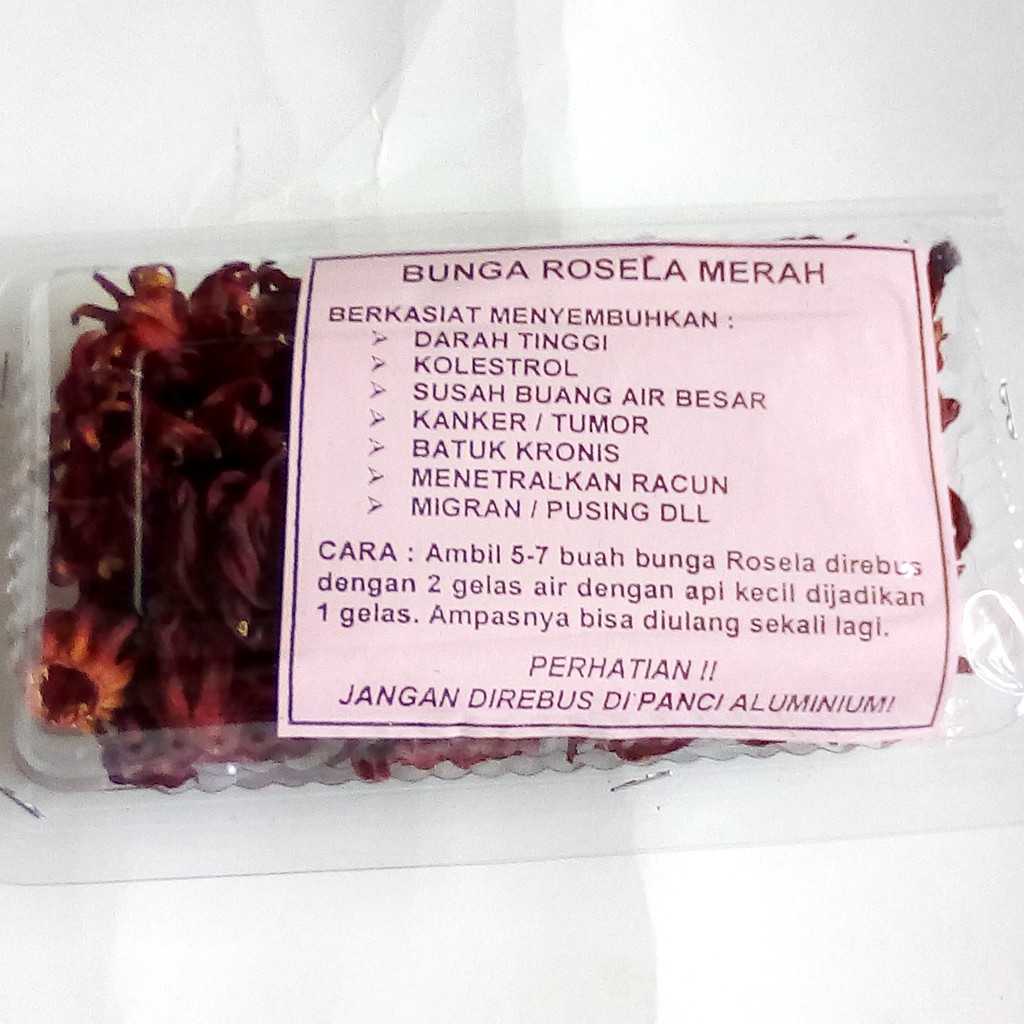 BUNGA ROSELA MERAH
BERKASIAT MENYEMBUHKAN :
➢ DARAH TINGGI
➢ KOLESTROL
➢ SUSAH BUANG AIR BESAR
➢ KANKER / TUMOR
➢ BATUK KRONIS
➢ MENETRALKAN RACUN
➢ MIGRAN / PUSING DLL
CARA : Ambil 5-7 buah bunga Rosela direbus
dengan 2 gelas air dengan api kecil dijadikan
1 gelas. Ampasnya bisa diulang sekali lagi.
PERHATIAN !!
JANGAN DIREBUS DI PANCI ALUMINIUM!